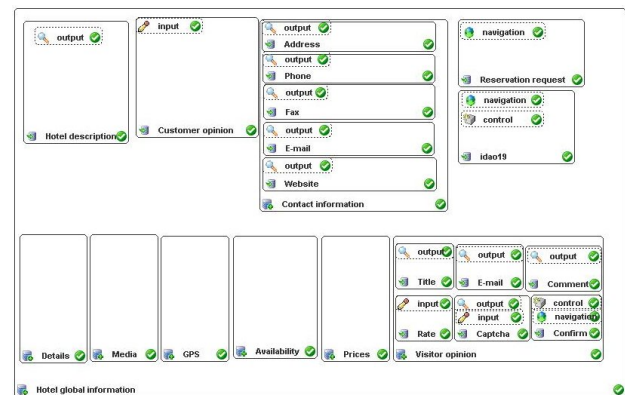 output
Hotel description
input
Customer opinion
output
Address
output
Phone
output
Fax
output
E-mail
output
Website
Contact information
navigation
Reservation request
navigation
control
idao19
Details
Media
GPS
Availability
Prices
output
Title
output
E-mail
output
Comment
input
Rate
output
input
Captcha
control
navigation
Confirm
Visitor opinion
Hotel global information